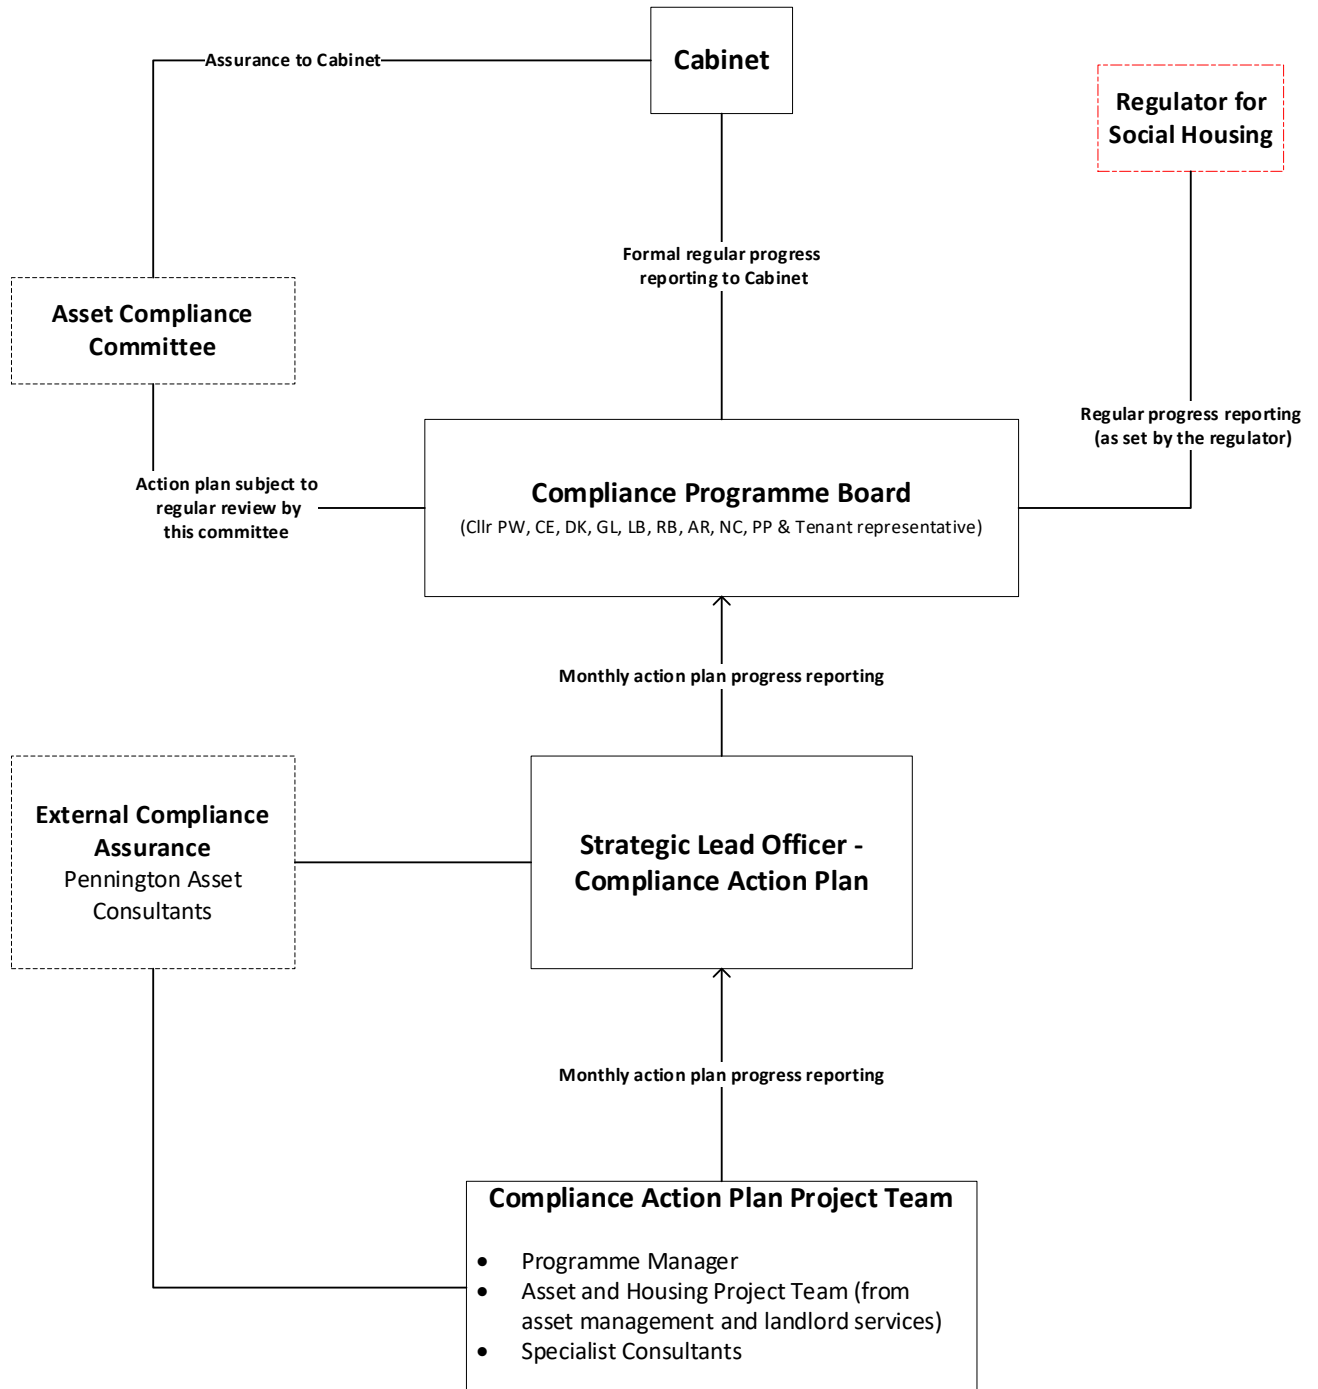 Cabinet
Assurance to Cabinet
Regulator for
Social Housing
Formal regular progress
reporting to Cabinet
Asset Compliance
Committee
Regular progress reporting
(as set by the regulator)
Action plan subject to
regular review by
this committee
Compliance Programme Board
(Cllr PW, CE, DK, GL, LB, RB, AR, NC, PP & Tenant representative)
Monthly action plan progress reporting
External Compliance
Assurance
Pennington Asset
Consultants
Strategic Lead Officer -
Compliance Action Plan
Monthly action plan progress reporting
Compliance Action Plan Project Team
• Programme Manager
• Asset and Housing Project Team (from
asset management and landlord services)
• Specialist Consultants